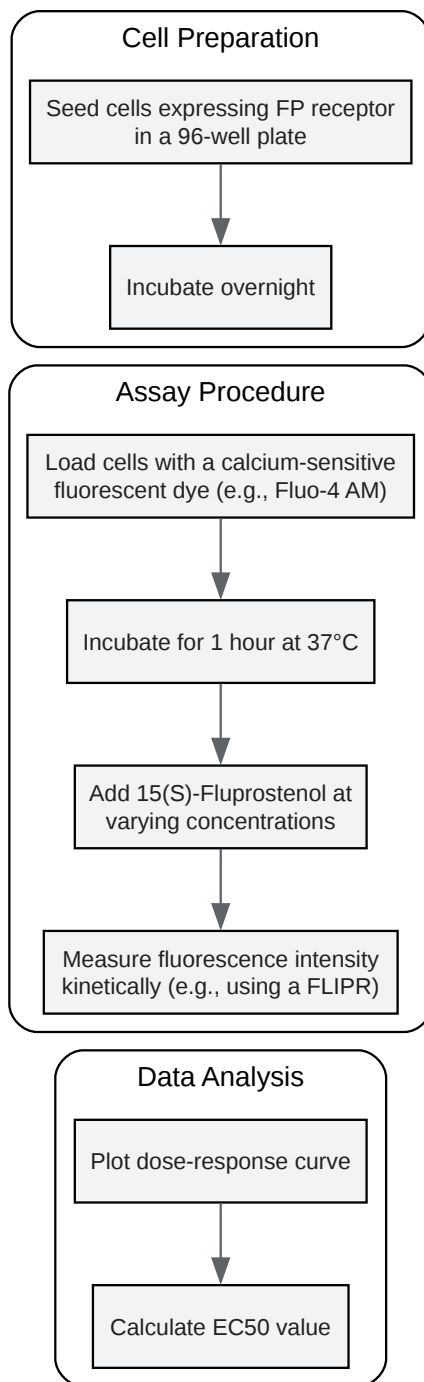 Cell Preparation
Seed cells expressing FP receptor
in a 96-well plate
Incubate overnight
Assay Procedure
Load cells with a calcium-sensitive
fluorescent dye (e.g., Fluo-4 AM)
Incubate for 1 hour at 37°C
Add 15(S)-Fluprostenol at
varying concentrations
Measure fluorescence intensity
kinetically (e.g., using a FLIPR)
Data Analysis
Plot dose-response curve
Calculate EC50 value